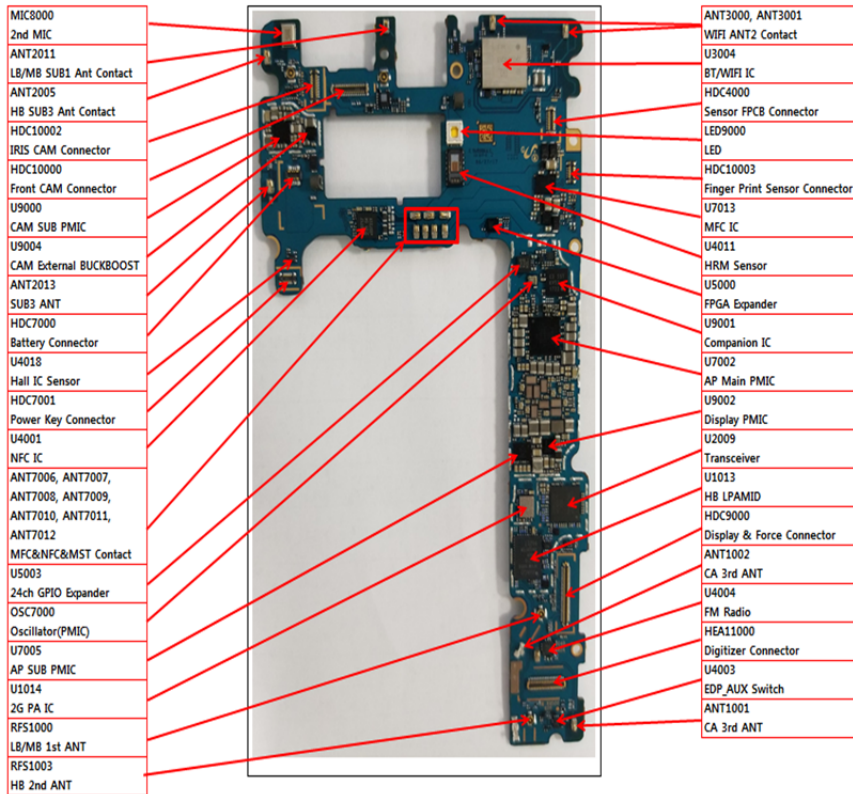 MIC8000
2nd MIC
ANT2011
LB/MB SUB1 Ant Contact
ANT2005
HB SUB3 Ant Contact
HDC10002
IRIS CAM Connector
HDC10000
Front CAM Connector
U9000
CAM SUB PMIC
U9004
CAM External BUCKBOOST
ANT2013
SUB3 ANT
HDC7000
Battery Connector
U4018
Hall IC Sensor
HDC7001
Power Key Connector
U4001
NFC IC
ANT7006, ANT7007,
ANT7008, ANT7009,
ANT7010, ANT7011,
ANT7012
MFC&NFC&MST Contact
U5003
24ch GPIO Expander
OSC7000
Oscillator(PMIC)
U7005
AP SUB PMIC
U1014
2G PA IC
RFS1000
LB/MB 1st ANT
RFS1003
HB 2nd ANT
ANT3000, ANT3001
WIFI ANT2 Contact
U3004
BT/WIFI IC
HDC4000
Sensor FPCB Connector
LED9000
LED
HDC10003
Finger Print Sensor Connector
U7013
MFC IC
U4011
HRM Sensor
U5000
FPGA Expander
U9001
Companion IC
U7002
AP Main PMIC
U9002
Display PMIC
U2009
Transceiver
U1013
HB LPAMID
HDC9000
Display & Force Connector
ANT1002
CA 3rd ANT
U4004
FM Radio
HEA11000
Digitizer Connector
U4003
EDP_AUX Switch
ANT1001
CA 3rd ANT